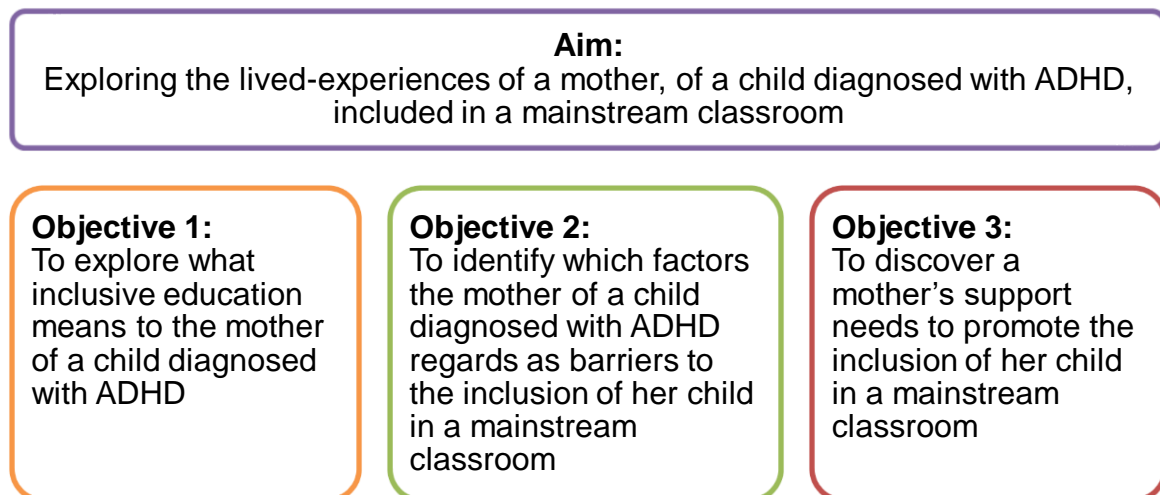 Aim:
Exploring the lived-experiences of a mother, of a child diagnosed with ADHD,
included in a mainstream classroom
Objective 1:
To explore what
inclusive education
means to the mother
of a child diagnosed
with ADHD
Objective 2:
To identify which factors
the mother of a child
diagnosed with ADHD
regards as barriers to
the inclusion of her child
in a mainstream
classroom
Objective 3:
To discover a
mother’s support
needs to promote the
inclusion of her child
in a mainstream
classroom